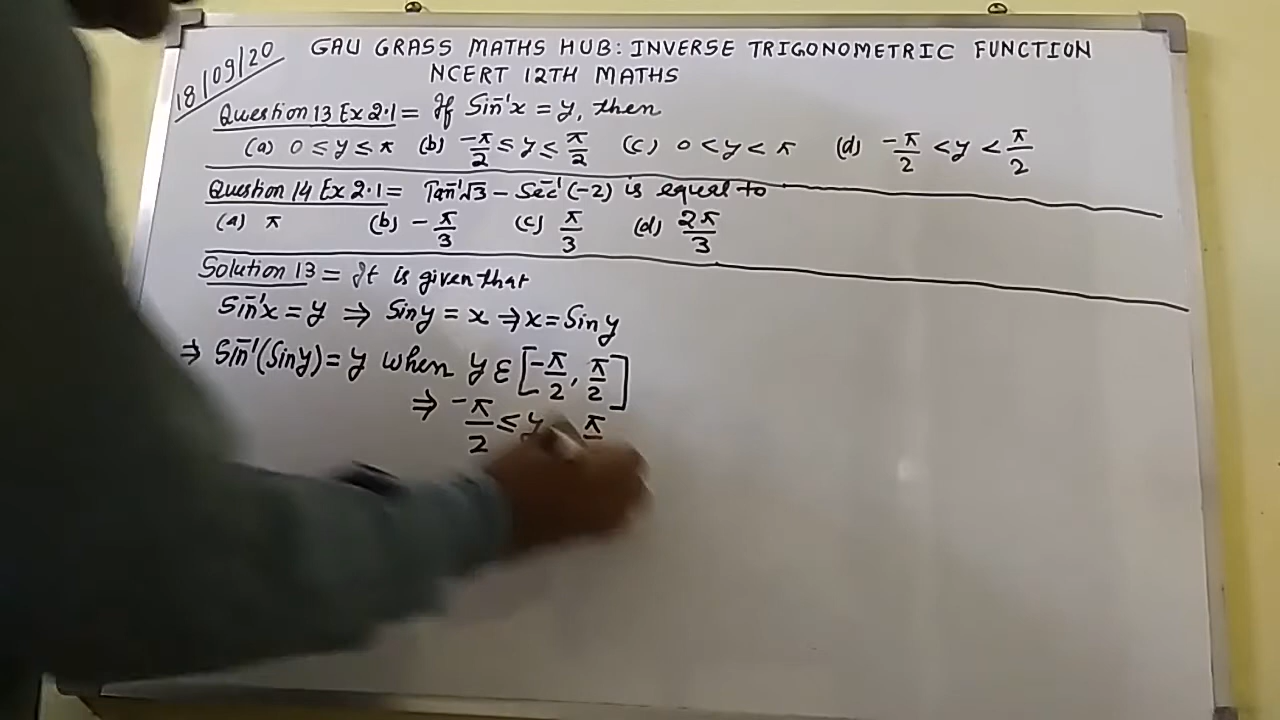 18/09/20
GAU GRASS MATHS HUB: INVERSE TRIGONOMETRIC FUNCTION
NCERT 12TH MATHS
Question 13 Ex 2.1 = If Sin⁻¹x = y, then
(a) 0 ≤ y ≤ π (b) -π/2 ≤ y ≤ π/2 (c) 0 < y < π (d) -π/2 < y < π/2
Question 14 Ex 2.1 = Tan⁻¹√3 - Sec⁻¹(-2) is equal to
(a) π (b) -π/3 (c) π/3 (d) 2π/3
Solution 13 = It is given that
Sin⁻¹x = y ⇒ Sin y = x ⇒ x = Sin y
⇒ Sin⁻¹(Sin y) = y when y ∈ [-π/2, π/2]
⇒ -π/2 ≤ y π